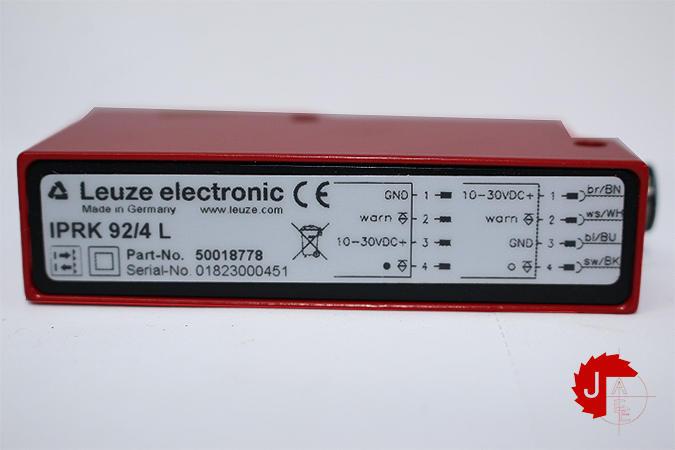 Leuze electronic CE
Made in Germany www.leuze.com
IPRK 92/4 L
Part-No. 50018778
Serial-No. 01823000451
GND 1
warn 2
10-30VDC+ 3
4
10-30VDC+ 1 br/BN
warn 2 ws/WH
GND 3 bl/BU
4 sw/BK
J